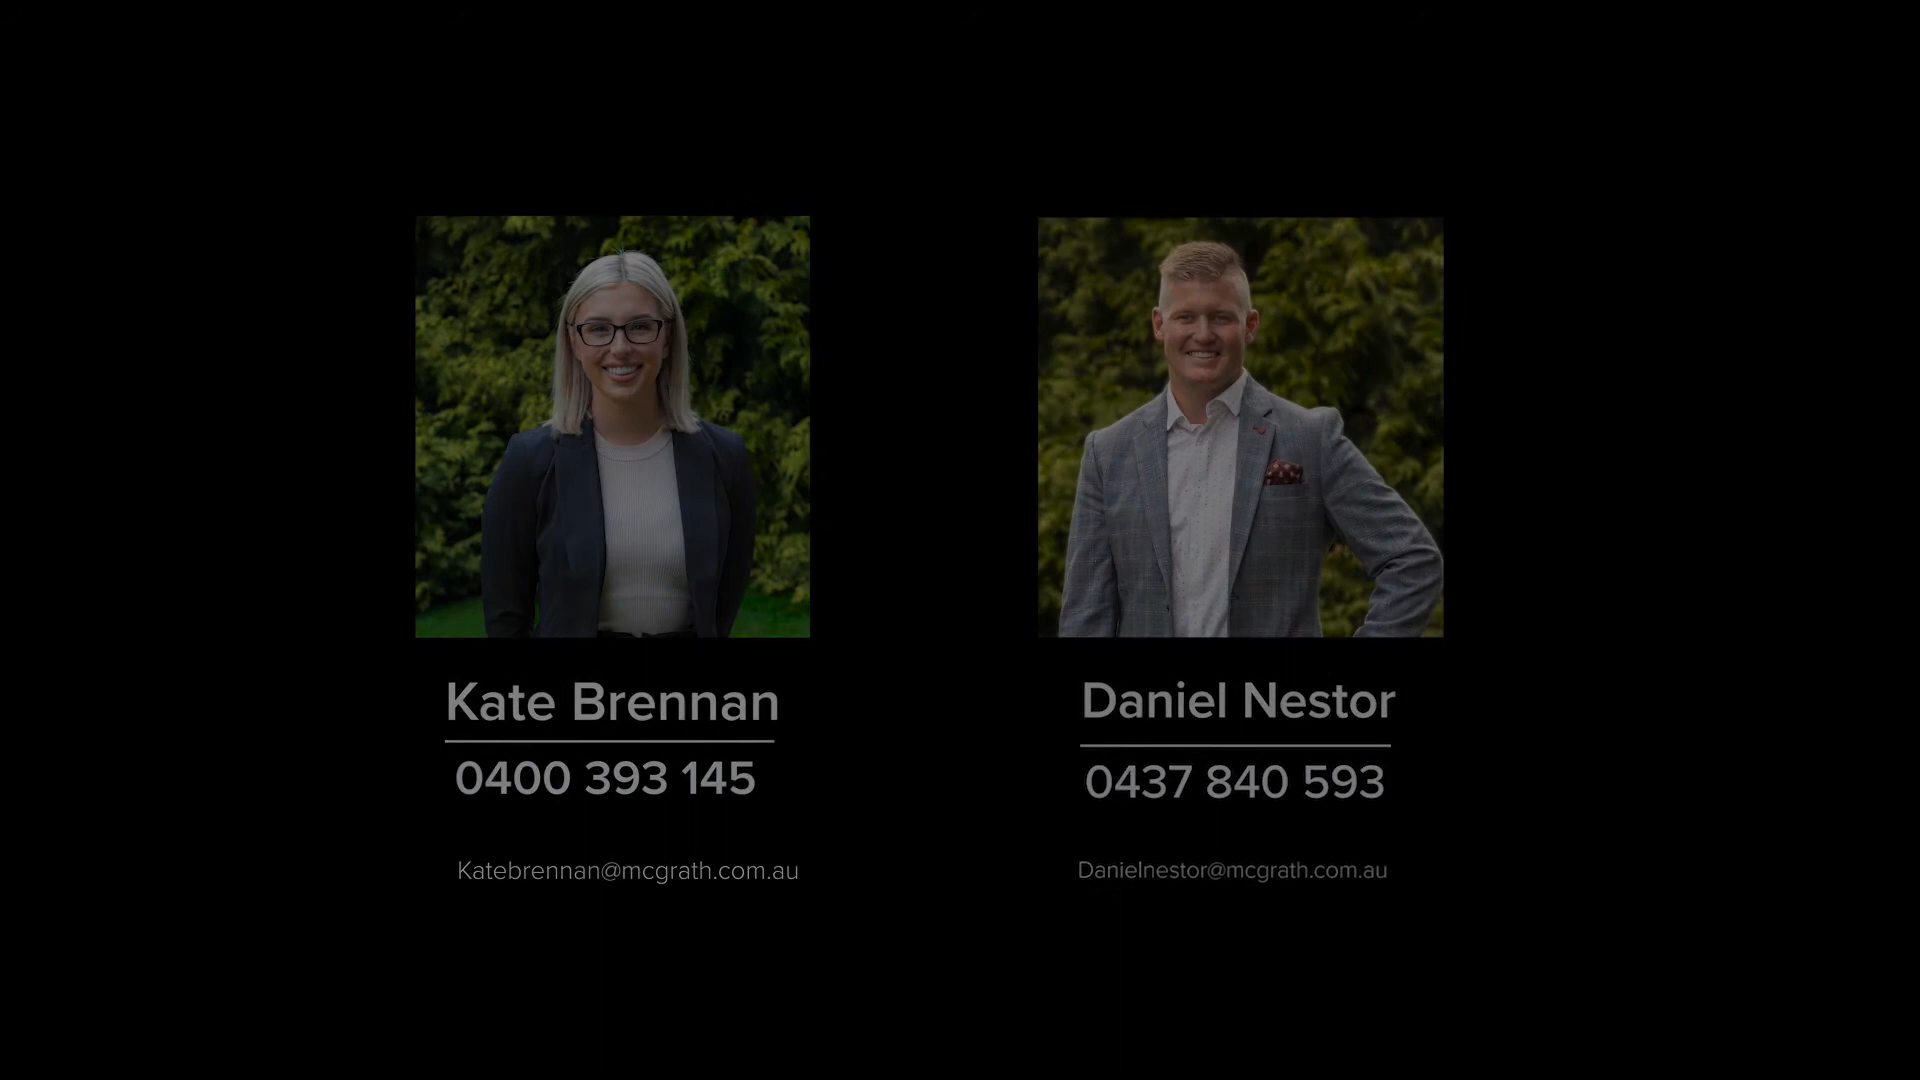 Kate Brennan
0400 393 145
Katebrennan@mcgrath.com.au
Daniel Nestor
0437 840 593
Danielnestor@mcgrath.com.au